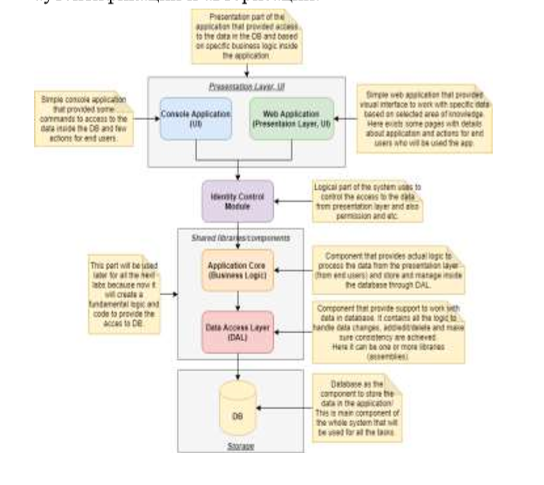 Presentation part of the
application that provided access
to the data in the DB and based
on specific business logic inside
the application
Presentation Layer, UI
Simple console application
that provided some
commands to access to the
data inside the DB and few
actions for end users.
Console Application
(UI)
Web Application
(Presentaion Layer, UI)
Simple web application that provided
visual interface to work with specific data
based on selected area of knowledge.
Here exists some pages with details
about application and actions for end
users who will be used the app.
Identity Control
Module
Logical part of the system uses to
control the access to the data
from presentation layer and also
permission and etc.
Shared libraries/components
This part will be used
later for all the next
labs because now it
will create a
fundamental logic and
code to provide the
acces to DB.
Application Core
(Business Logic)
Component that provides actual logic to
process the data from the presentation layer
(from end users) and store and manage inside
the database through DAL.
Data Access Layer
(DAL)
Component that provide support to work with
data in database. It contains all the logic to
handle data changes, add/edit/delete and make
sure consistency are achieved.
Here it can be one or more libraries
(assemblies).
DB
Storage
Database as the
component to store the
data in the application/
This is main component of
the whole system that will
be used for all the tasks.